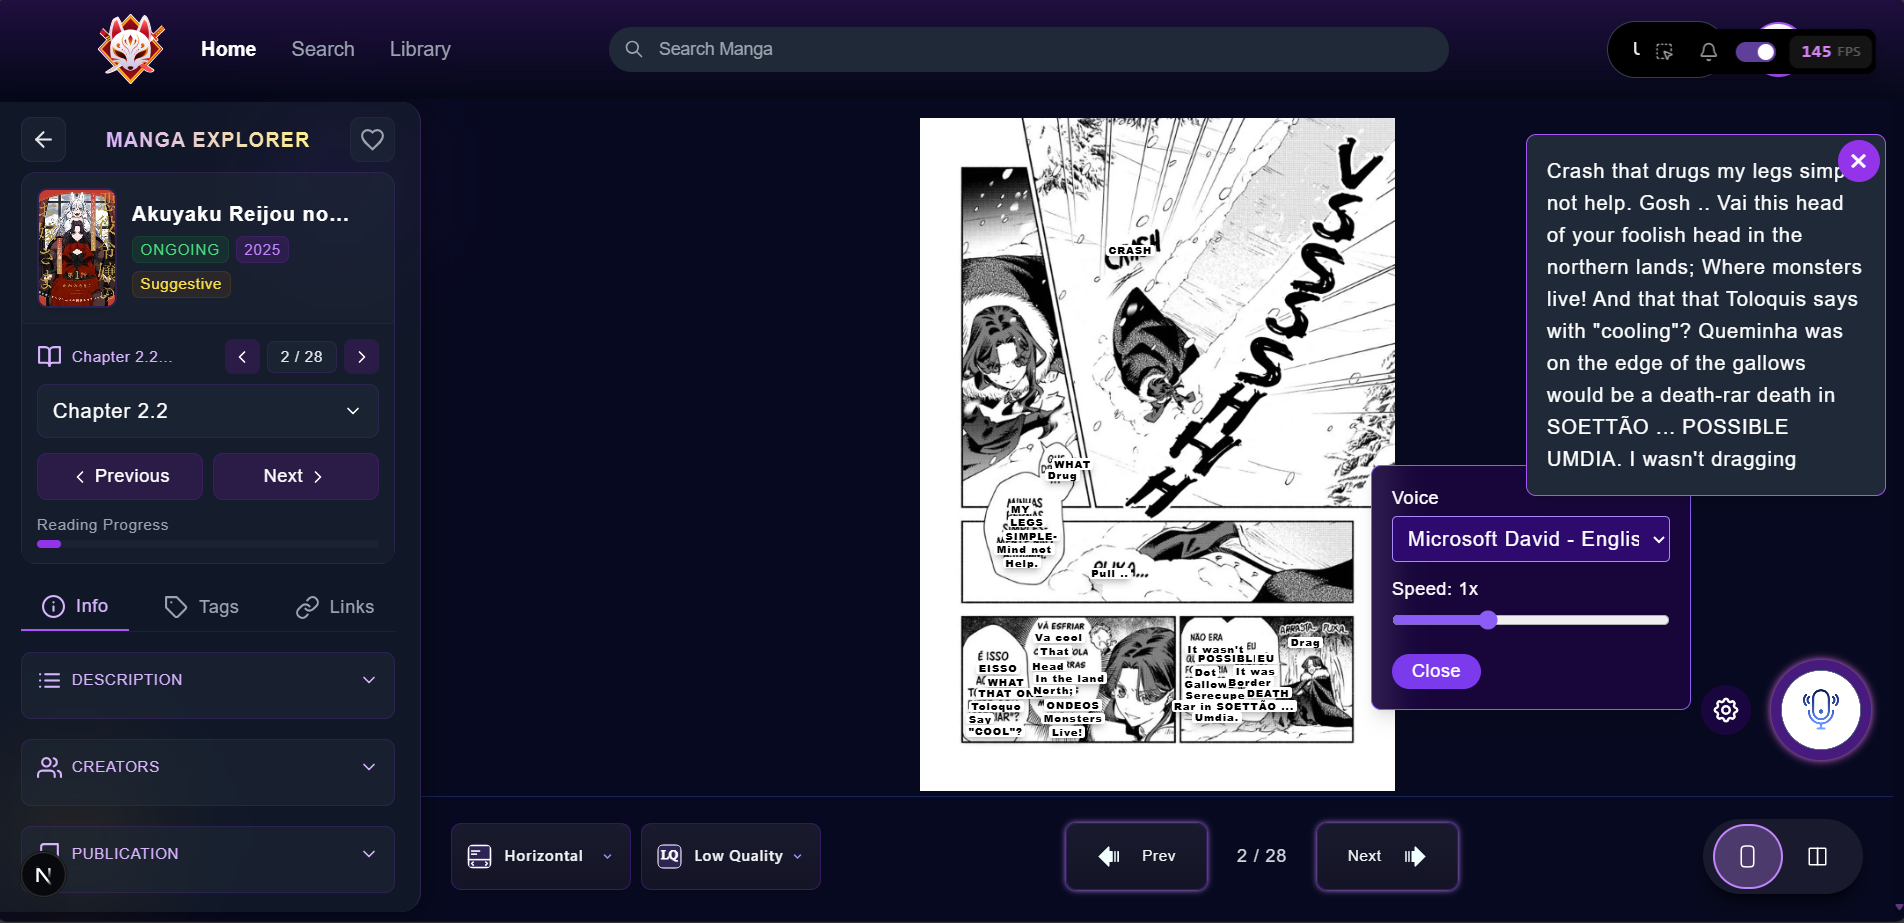 Home
Search
Library
Search Manga
145 FPS
MANGA EXPLORER
Akuyaku Reijou no...
ONGOING
2025
Suggestive
Chapter 2.2...
2 / 28
Chapter 2.2
Previous
Next
Reading Progress
Info
Tags
Links
DESCRIPTION
CREATORS
PUBLICATION
N
VSSSSHHH
CRASH
WHAT
Drug
MINHAS
MY
LEGS
SIMPLE-
Mind not
Help.
Pull ..
VÁ ESFRIAR
Va cool
That
Head
In the land
North;
ONDEOS
Monsters
Live!
É ISSO
EISSO
WHAT
THAT ON
Toloquo
Say
"COOL"?
NÃO ERA
EU
It wasn't
POSSIBLEU
Dot
It was
Gallow
Border
Serecupe
DEATH
Rar in SOETTÃO ...
Umdia.
ARRASTA
PUXA
Drag
Crash that drugs my legs simp
not help. Gosh .. Vai this head
of your foolish head in the
northern lands; Where monsters
live! And that that Toloquis says
with "cooling"? Queminha was
on the edge of the gallows
would be a death-rar death in
SOETTÃO ... POSSIBLE
UMDIA. I wasn't dragging
Voice
Microsoft David - Englis
Speed: 1x
Close
Horizontal
LQ
Low Quality
Prev
2 / 28
Next